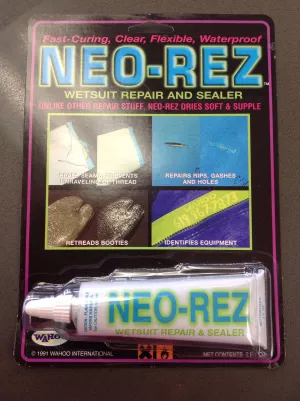 Fast-Curing, Clear, Flexible, Waterproof
NEO-REZ™
WETSUIT REPAIR AND SEALER
UNLIKE OTHER REPAIR STUFF, NEO-REZ DRIES SOFT & SUPPLE
REPAIRS RIPS, GASHES
AND HOLES
RETREADS BOOTIES
IDENTIFIES EQUIPMENT
NEO-REZ
WETSUIT REPAIR & SEALER
WAHOO
© 1991 WAHOO INTERNATIONAL
NET CONTENTS